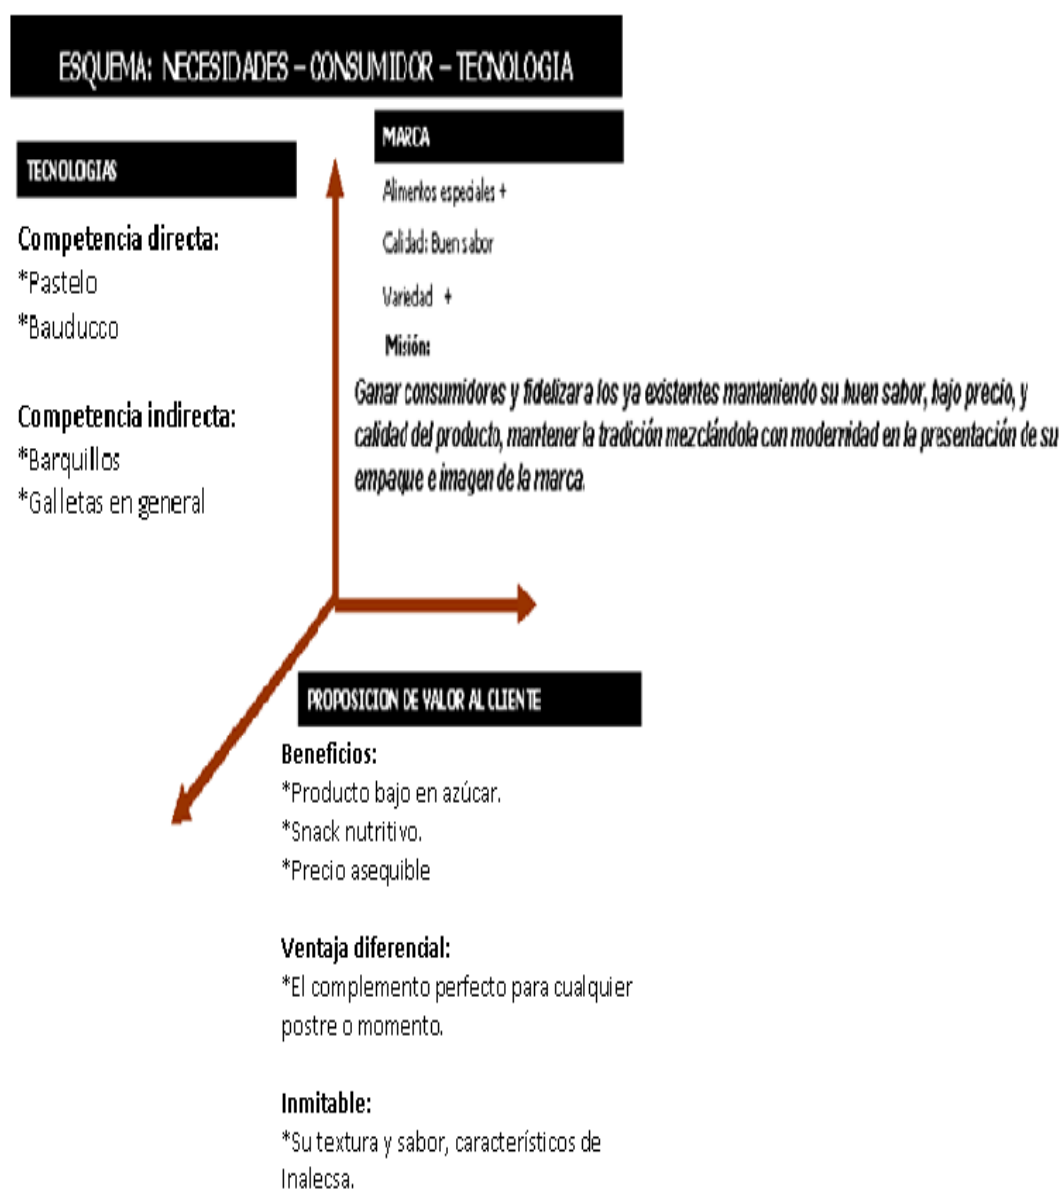 ESQUEMA: NECESIDADES – CONSUMIDOR – TECNOLOGIA
TECNOLOGIAS
Competencia directa:
*Pastelo
*Bauducco
Competencia indirecta:
*Barquillos
*Galletas en general
MARCA
Alimentos especiales +
Calidad: Buen sabor
Variedad +
Misión:
Ganar consumidores y fidelizar a los ya existentes manteniendo su buen sabor, bajo precio, y
calidad del producto, mantener la tradición mezclándola con modernidad en la presentación de su
empaque e imagen de la marca.
PROPOSICION DE VALOR AL CLIENTE
Beneficios:
*Producto bajo en azúcar.
*Snack nutritivo.
*Precio asequible
Ventaja diferencial:
*El complemento perfecto para cualquier
postre o momento.
Inmitable:
*Su textura y sabor, característicos de
Inalecsa.